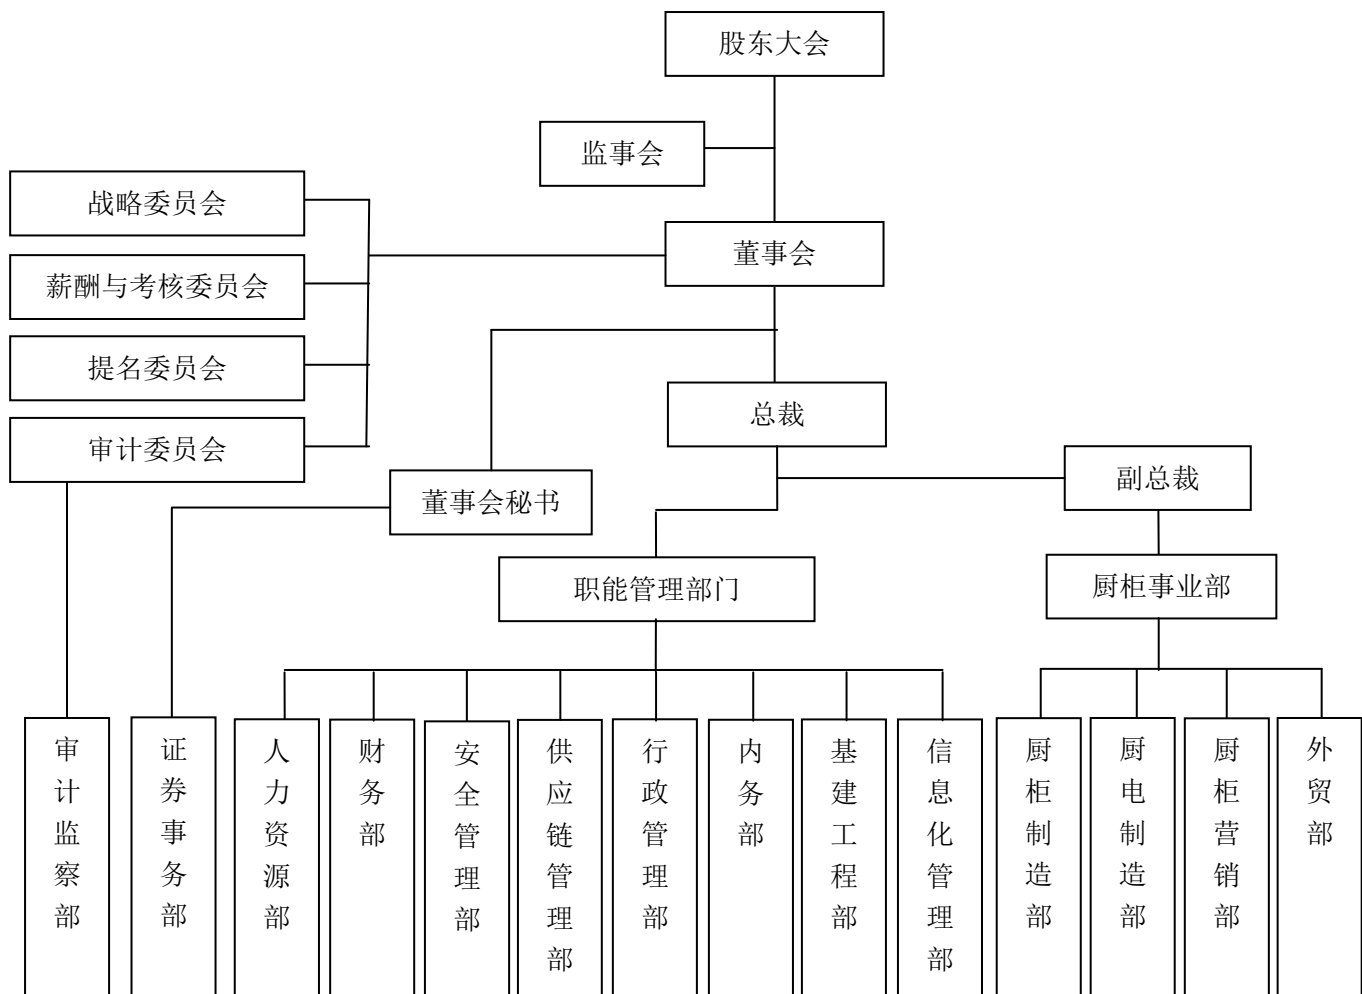 股东大会
监事会
战略委员会
董事会
薪酬与考核委员会
提名委员会
总裁
审计委员会
副总裁
董事会秘书
职能管理部门
厨柜事业部
审计监察部
证券事务部
人力资源部
财务部
安全管理部
供应链管理部
行政管理部
内务部
基建工程部
信息化管理部
厨柜制造部
厨电制造部
厨柜营销部
外贸部